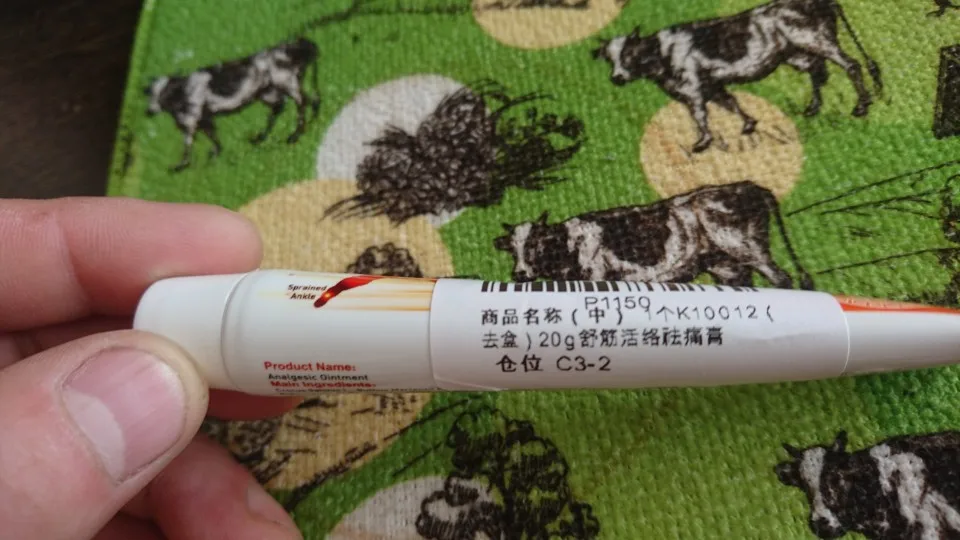 Sprained
Ankle
Product Name:
Analgesic Ointment
Main Ingredients:
P1150
商品名称(中) 1个K10012(
去盒)20g舒筋活络祛痛膏
仓位 C3-2